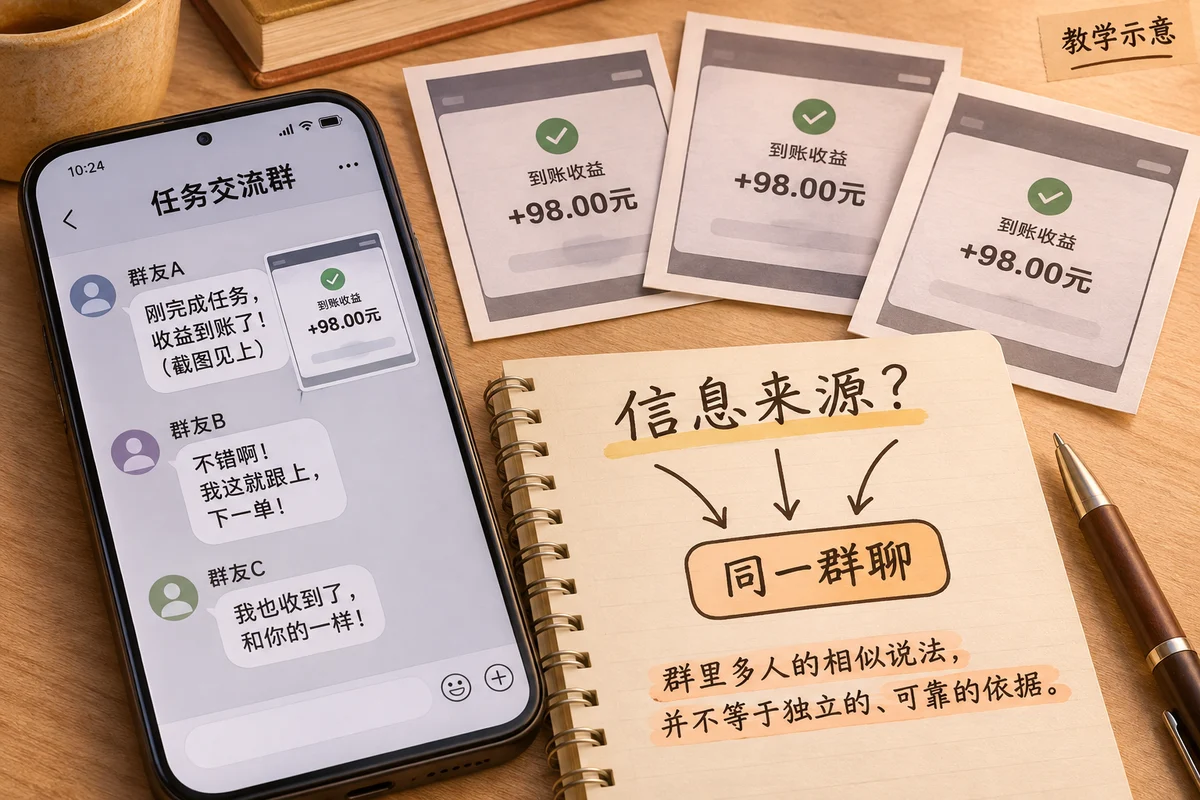 教学示意
10:24
任务交流群
群友A
刚完成任务,
收益到账了!
(截图见上)
到账收益
+98.00元
群友B
不错啊!
我这就跟上,
下一单!
群友C
我也收到了,
和你的一样!
到账收益
+98.00元
到账收益
+98.00元
到账收益
+98.00元
信息来源?
同一群聊
群里多人的相似说法,
并不等于独立的、可靠的依据。